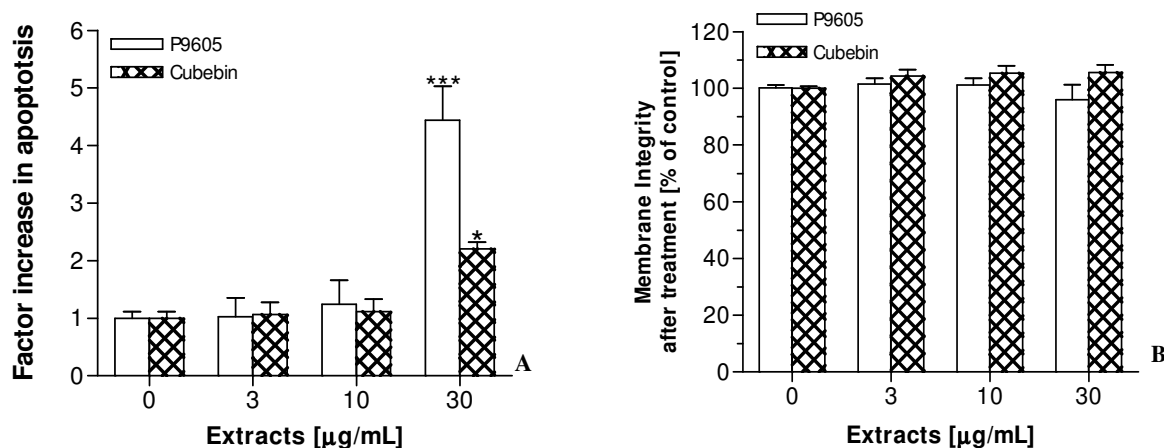 Factor increase in apoptotsis
6
5
4
3
2
1
0
P9605
Cubebin
***
*
A
0 3 10 30
Extracts [µg/mL]
Membrane Integrity
after treatment [% of control]
120
100
80
60
40
20
0
P9605
Cubebin
B
0 3 10 30
Extracts [µg/mL]